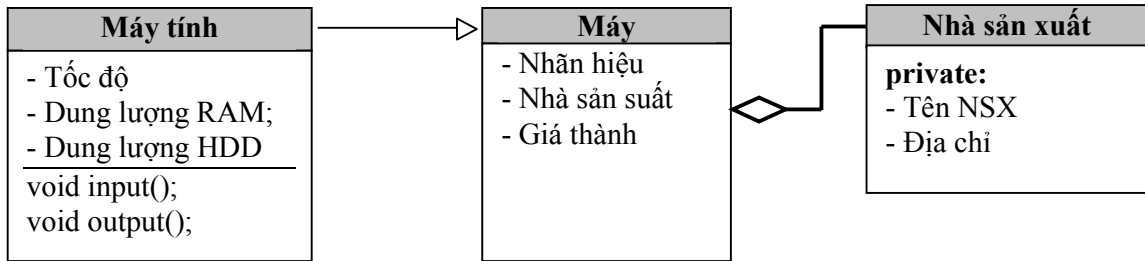 Máy tính
- Tốc độ
- Dung lượng RAM;
- Dung lượng HDD
void input();
void output();
Máy
- Nhãn hiệu
- Nhà sản suất
- Giá thành
Nhà sản xuất
private:
- Tên NSX
- Địa chỉ